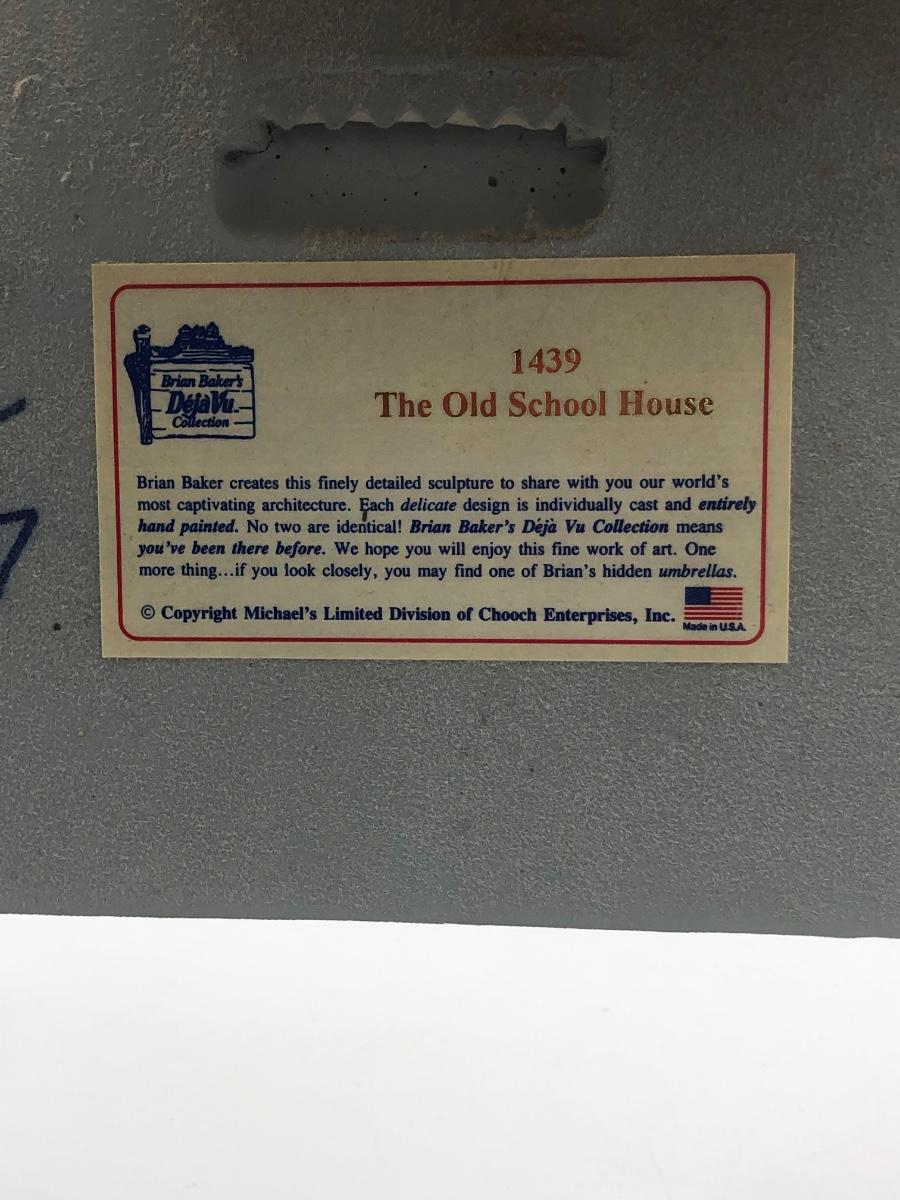 Brian Baker's
DéjàVu
Collection
1439
The Old School House
Brian Baker creates this finely detailed sculpture to share with you our world's
most captivating architecture. Each delicate design is individually cast and entirely
hand painted. No two are identical! Brian Baker's Déjà Vu Collection means
you've been there before. We hope you will enjoy this fine work of art. One
more thing...if you look closely, you may find one of Brian's hidden umbrellas.
© Copyright Michael's Limited Division of Chooch Enterprises, Inc.
Made in U.S.A.